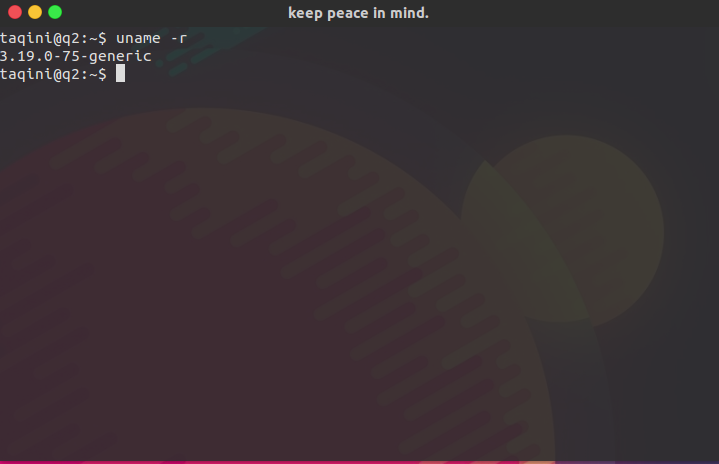 keep peace in mind.
taqini@q2:~$ uname -r
3.19.0-75-generic
taqini@q2:~$